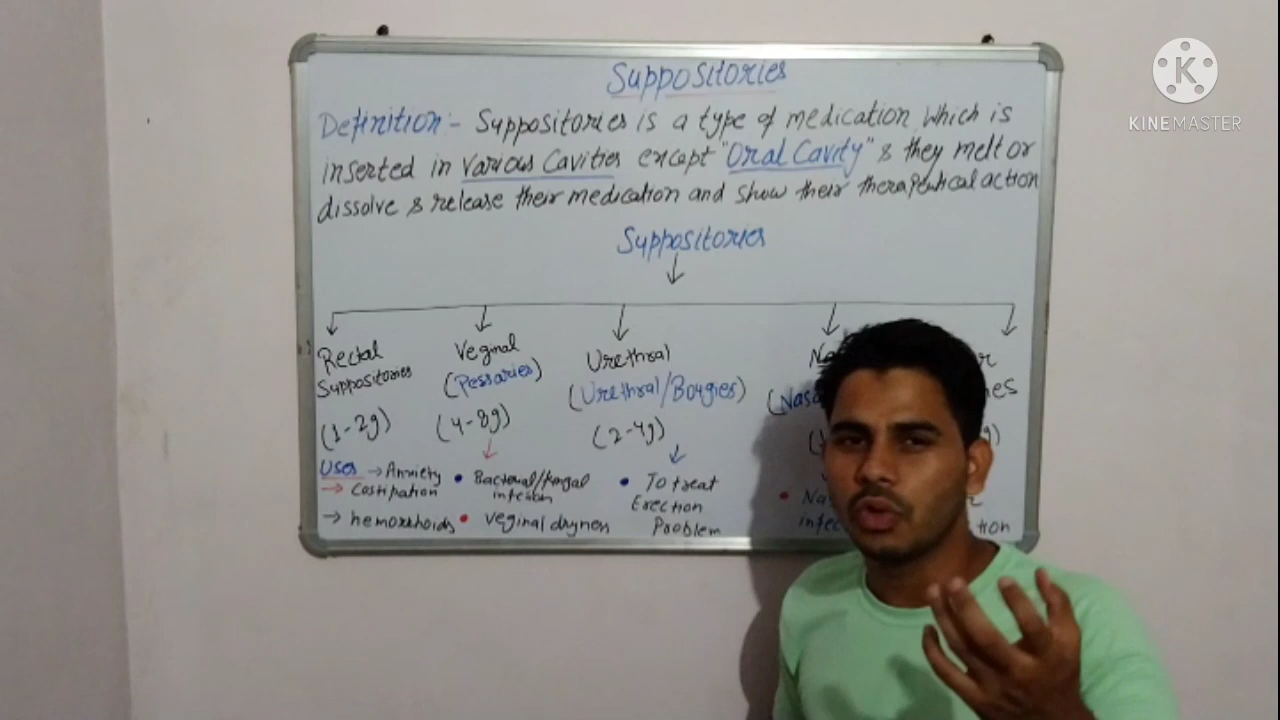 Suppositories
KINEMASTER
Definition:- Suppositories is a type of medication which is
inserted in various Cavities except "Oral Cavity" & they melt or
dissolve & release their medication and show their therapeutical action
Suppositories
Rectal
Suppositories
(1-2g)
Uses → Anxiety
→ Costipation
→ hemorrhoids
Veginal
(Pessaries)
(4-8g)
• Bacterial/fungal
infection
• veginal dryness
Urethral
(Urethral/Bougies)
(2-4g)
• To treat
Erection
Problem